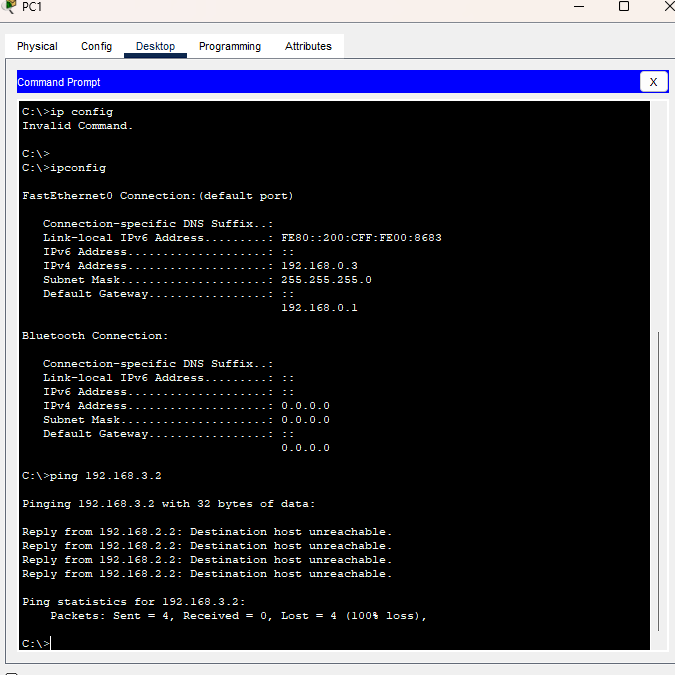 PC1
Physical Config Desktop Programming Attributes
Command Prompt X
C:\>ip config
Invalid Command.
C:\>
C:\>ipconfig
FastEthernet0 Connection:(default port)
Connection-specific DNS Suffix..:
Link-local IPv6 Address.........: FE80::200:CFF:FE00:8683
IPv6 Address....................: ::
IPv4 Address....................: 192.168.0.3
Subnet Mask.....................: 255.255.255.0
Default Gateway.................: ::
192.168.0.1
Bluetooth Connection:
Connection-specific DNS Suffix..:
Link-local IPv6 Address.........: ::
IPv6 Address....................: ::
IPv4 Address....................: 0.0.0.0
Subnet Mask.....................: 0.0.0.0
Default Gateway.................: ::
0.0.0.0
C:\>ping 192.168.3.2
Pinging 192.168.3.2 with 32 bytes of data:
Reply from 192.168.2.2: Destination host unreachable.
Reply from 192.168.2.2: Destination host unreachable.
Reply from 192.168.2.2: Destination host unreachable.
Reply from 192.168.2.2: Destination host unreachable.
Ping statistics for 192.168.3.2:
Packets: Sent = 4, Received = 0, Lost = 4 (100% loss),
C:\>